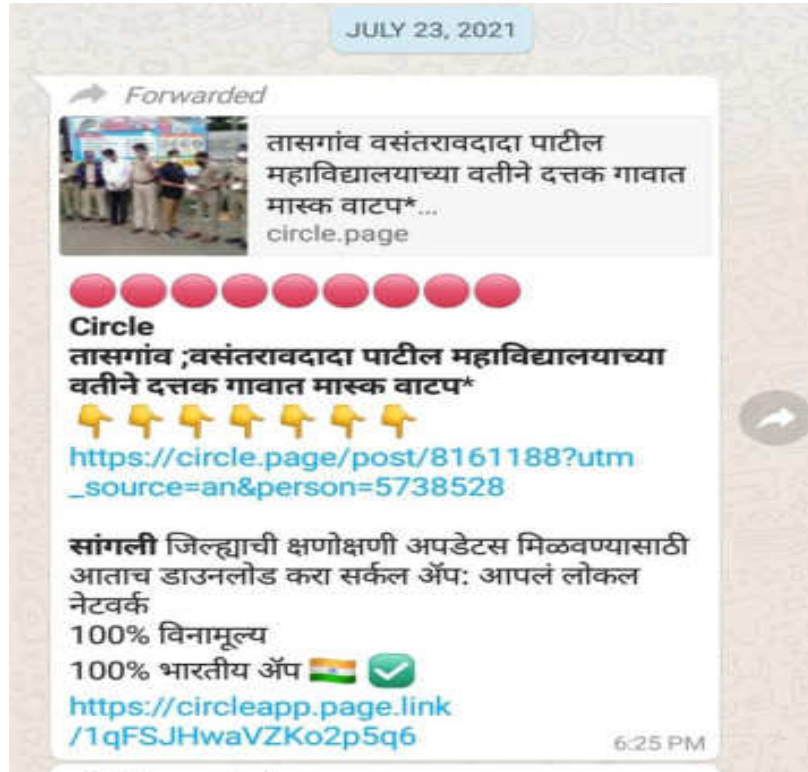 JULY 23, 2021
Forwarded
तासगांव वसंतरावदादा पाटील
महाविद्यालयाच्या वतीने दत्तक गावात
मास्क वाटप*...
circle.page
Circle
तासगांव ;वसंतरावदादा पाटील महाविद्यालयाच्या
वतीने दत्तक गावात मास्क वाटप*
https://circle.page/post/8161188?utm
_source=an&person=5738528
सांगली जिल्ह्याची क्षणोक्षणी अपडेटस मिळवण्यासाठी
आताच डाउनलोड करा सर्कल ॲप: आपलं लोकल
नेटवर्क
100% विनामूल्य
100% भारतीय ॲप 🇮🇳 ✅
https://circleapp.page.link
/1qFSJHwaVZKo2p5q6
6:25 PM